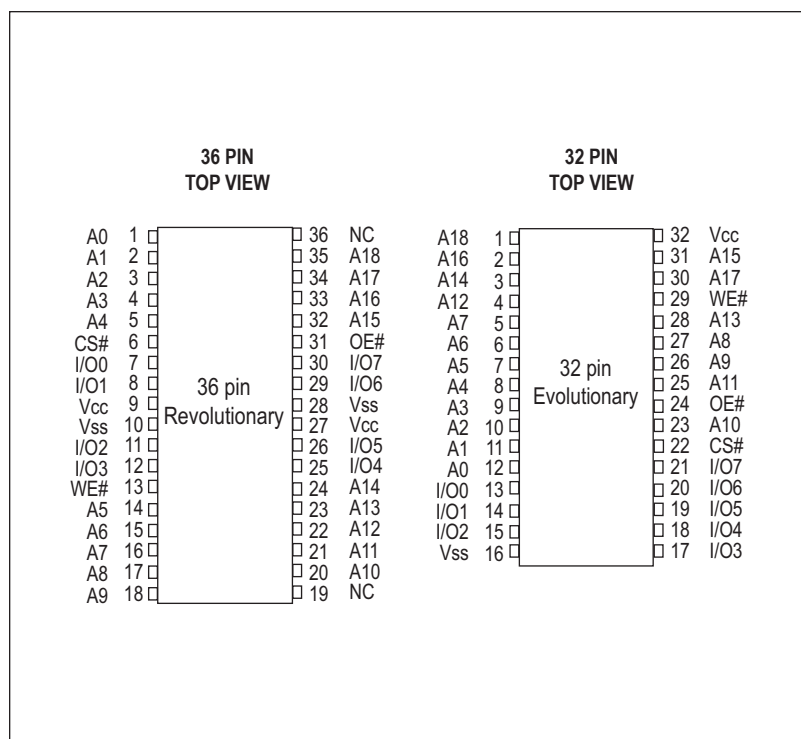 36 PIN
TOP VIEW
A0 1 36 NC
A1 2 35 A18
A2 3 34 A17
A3 4 33 A16
A4 5 32 A15
CS# 6 31 OE#
I/O0 7 30 I/O7
I/O1 8 29 I/O6
Vcc 9 28 Vss
Vss 10 27 Vcc
I/O2 11 26 I/O5
I/O3 12 25 I/O4
WE# 13 24 A14
A5 14 23 A13
A6 15 22 A12
A7 16 21 A11
A8 17 20 A10
A9 18 19 NC
36 pin
Revolutionary
32 PIN
TOP VIEW
A18 1 32 Vcc
A16 2 31 A15
A14 3 30 A17
A12 4 29 WE#
A7 5 28 A13
A6 6 27 A8
A5 7 26 A9
A4 8 25 A11
A3 9 24 OE#
A2 10 23 A10
A1 11 22 CS#
A0 12 21 I/O7
I/O0 13 20 I/O6
I/O1 14 19 I/O5
I/O2 15 18 I/O4
Vss 16 17 I/O3
32 pin
Evolutionary